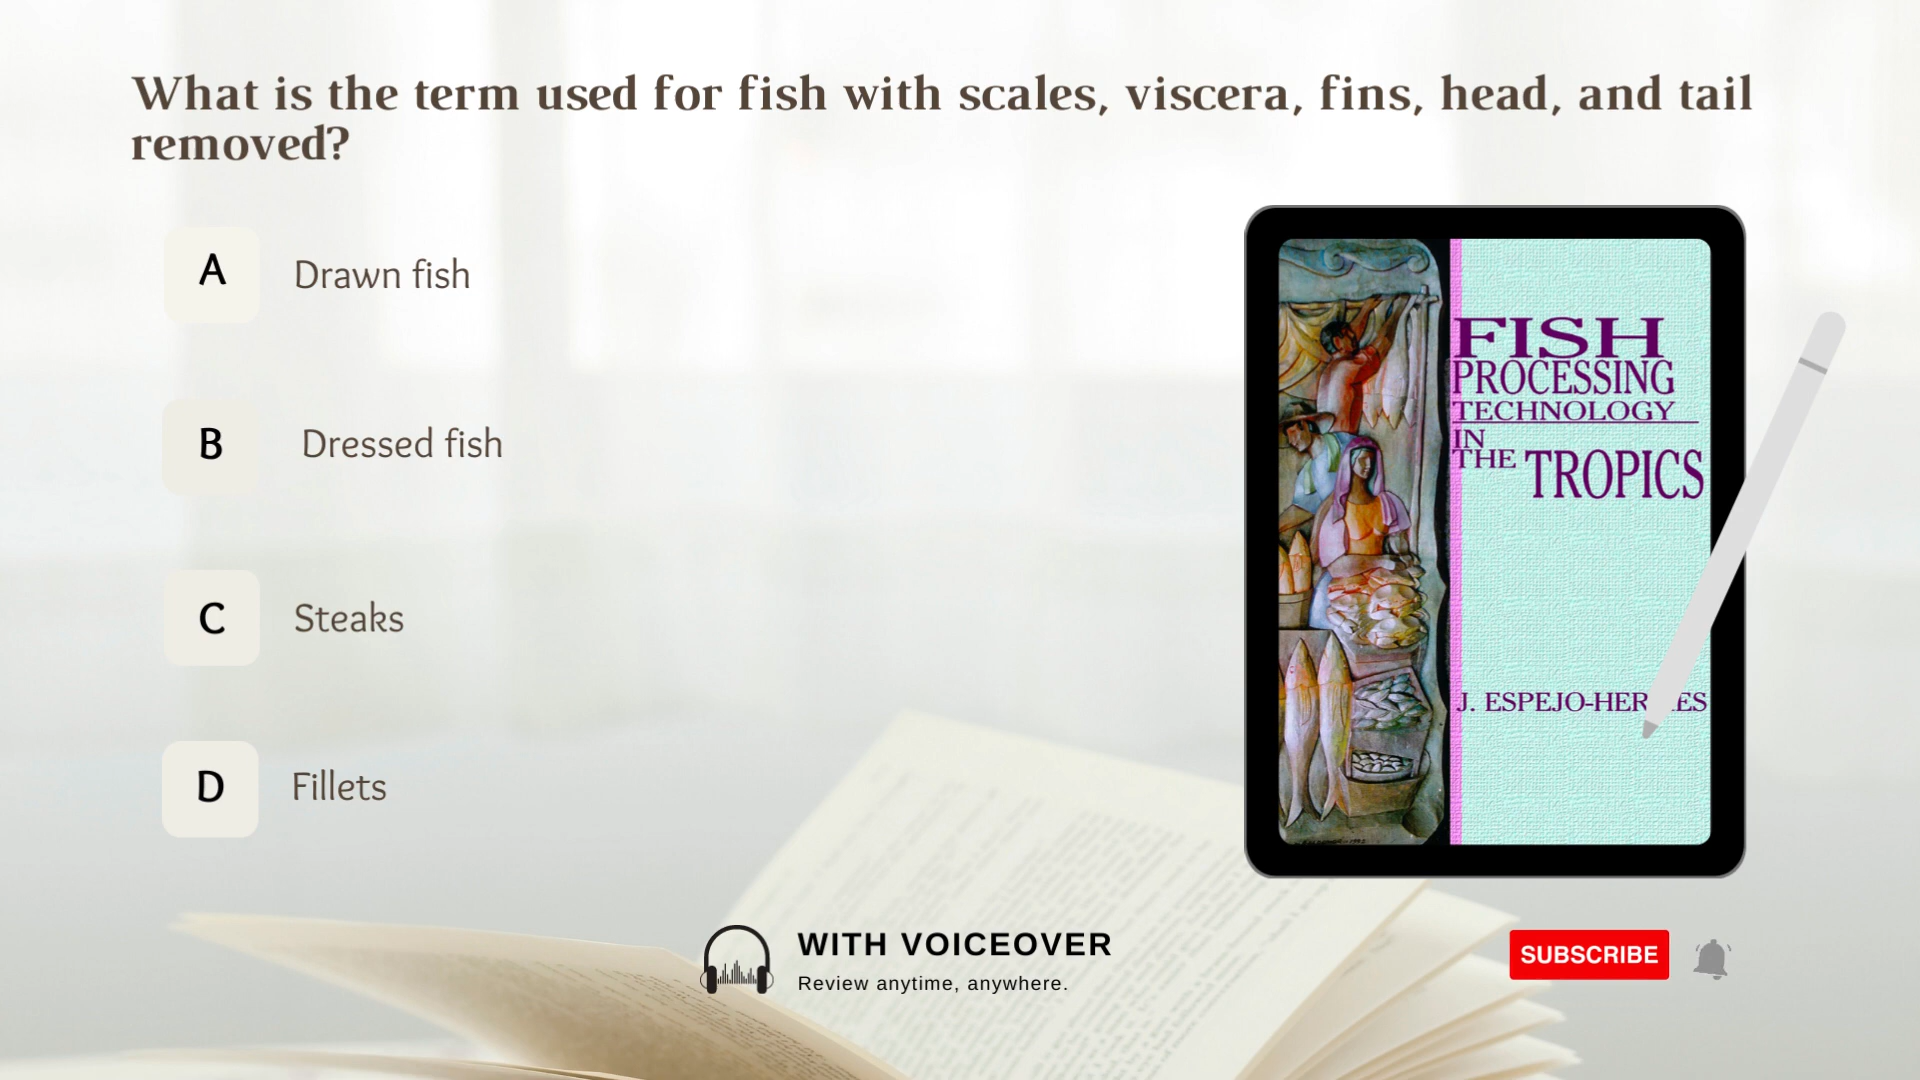 What is the term used for fish with scales, viscera, fins, head, and tail
removed?
A Drawn fish
B Dressed fish
C Steaks
D Fillets
FISH
PROCESSING
TECHNOLOGY
IN
THE TROPICS
J. ESPEJO-
WITH VOICEOVER
Review anytime, anywhere.
SUBSCRIBE